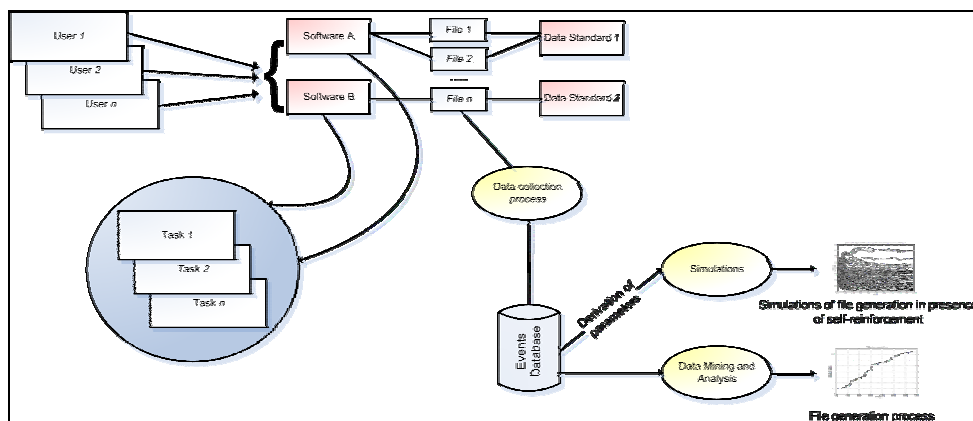 User 1
User 2
User n
Software A
Software B
File 1
File 2
.....
File n
Data Standard 1
Data Standard 2
Data collection
process
Task 1
Task 2
Task n
Events
Database
Derivation of
parameters
Simulations
Simulations of file generation in presence
of self-reinforcement
Data Mining and
Analysis
File generation process